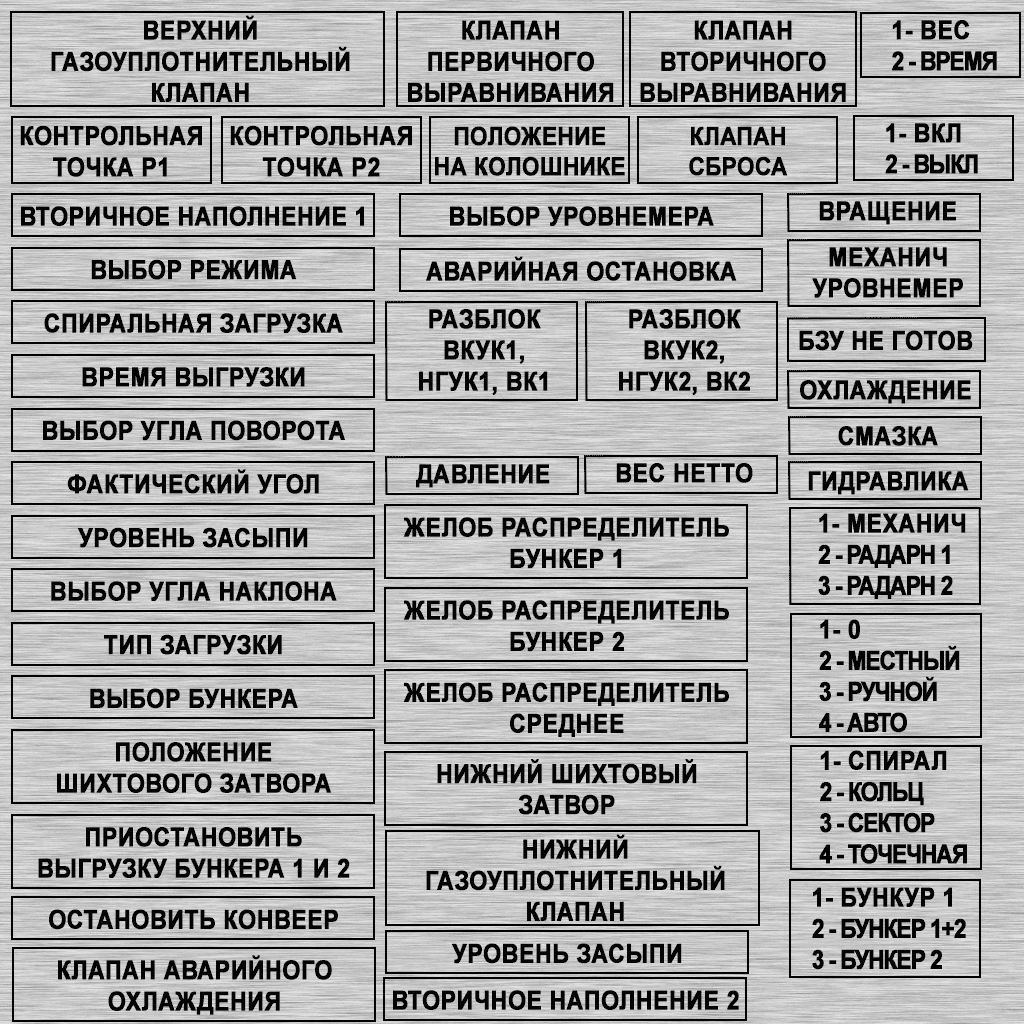 ВЕРХНИЙ
ГАЗОУПЛОТНИТЕЛЬНЫЙ
КЛАПАН
КЛАПАН
ПЕРВИЧНОГО
ВЫРАВНИВАНИЯ
КЛАПАН
ВТОРИЧНОГО
ВЫРАВНИВАНИЯ
1- ВЕС
2 - ВРЕМЯ
КОНТРОЛЬНАЯ
ТОЧКА Р1
КОНТРОЛЬНАЯ
ТОЧКА Р2
ПОЛОЖЕНИЕ
НА КОЛОШНИКЕ
КЛАПАН
СБРОСА
1- ВКЛ
2 - ВЫКЛ
ВТОРИЧНОЕ НАПОЛНЕНИЕ 1
ВЫБОР РЕЖИМА
СПИРАЛЬНАЯ ЗАГРУЗКА
ВРЕМЯ ВЫГРУЗКИ
ВЫБОР УГЛА ПОВОРОТА
ФАКТИЧЕСКИЙ УГОЛ
УРОВЕНЬ ЗАСЫПИ
ВЫБОР УГЛА НАКЛОНА
ТИП ЗАГРУЗКИ
ВЫБОР БУНКЕРА
ПОЛОЖЕНИЕ
ШИХТОВОГО ЗАТВОРА
ПРИОСТАНОВИТЬ
ВЫГРУЗКУ БУНКЕРА 1 И 2
ОСТАНОВИТЬ КОНВЕЕР
КЛАПАН АВАРИЙНОГО
ОХЛАЖДЕНИЯ
ВЫБОР УРОВНЕМЕРА
АВАРИЙНАЯ ОСТАНОВКА
РАЗБЛОК
ВКУК1,
НГУК1, ВК1
РАЗБЛОК
ВКУК2,
НГУК2, ВК2
ДАВЛЕНИЕ
ВЕС НЕТТО
ЖЕЛОБ РАСПРЕДЕЛИТЕЛЬ
БУНКЕР 1
ЖЕЛОБ РАСПРЕДЕЛИТЕЛЬ
БУНКЕР 2
ЖЕЛОБ РАСПРЕДЕЛИТЕЛЬ
СРЕДНЕЕ
НИЖНИЙ ШИХТОВЫЙ
ЗАТВОР
НИЖНИЙ
ГАЗОУПЛОТНИТЕЛЬНЫЙ
КЛАПАН
УРОВЕНЬ ЗАСЫПИ
ВТОРИЧНОЕ НАПОЛНЕНИЕ 2
ВРАЩЕНИЕ
МЕХАНИЧ
УРОВНЕМЕР
БЗУ НЕ ГОТОВ
ОХЛАЖДЕНИЕ
СМАЗКА
ГИДРАВЛИКА
1- МЕХАНИЧ
2 - РАДАРН 1
3 - РАДАРН 2
1- 0
2 - МЕСТНЫЙ
3 - РУЧНОЙ
4 - АВТО
1- СПИРАЛ
2 - КОЛЬЦ
3 - СЕКТОР
4 - ТОЧЕЧНАЯ
1- БУНКУР 1
2 - БУНКЕР 1+2
3 - БУНКЕР 2